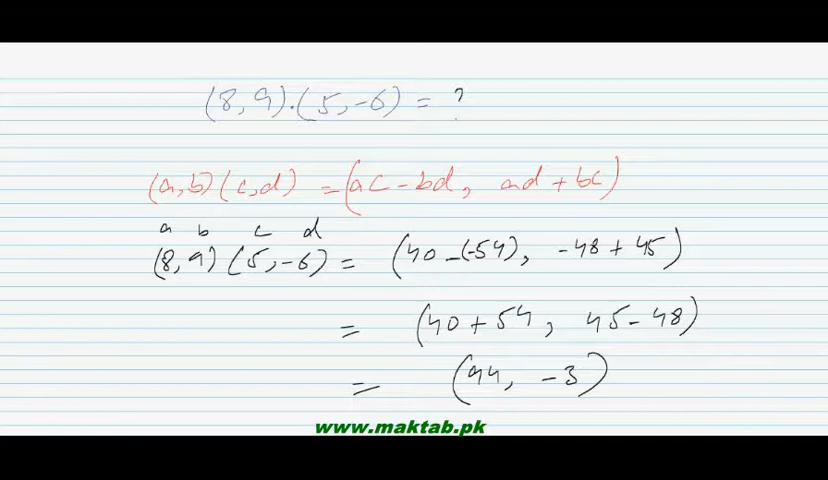 (8, 9).(5, -6) = ?
(a, b)(c, d) = (ac - bd, ad + bc)
a b c d
(8, 9)(5, -6) = (40 - (-54), -48 + 45)
= (40 + 54, 45 - 48)
= (94, -3)
www.maktab.pk